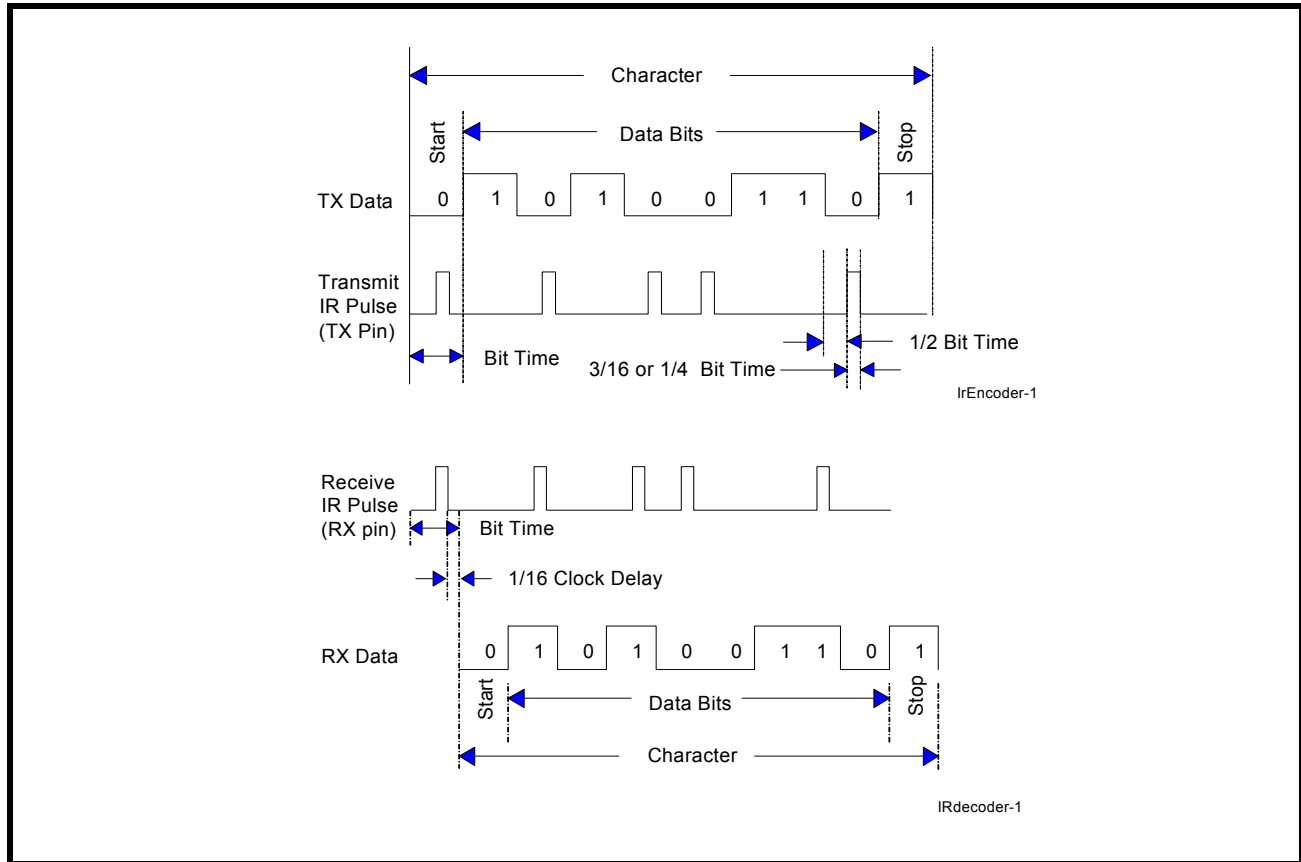 Character
Start
Data Bits
Stop
TX Data
0 1 0 1 0 0 1 1 0 1
Transmit
IR Pulse
(TX Pin)
1/2 Bit Time
Bit Time
3/16 or 1/4 Bit Time
IrEncoder-1
Receive
IR Pulse
(RX pin)
Bit Time
1/16 Clock Delay
RX Data
0 1 0 1 0 0 1 1 0 1
Start
Data Bits
Stop
Character
IRdecoder-1